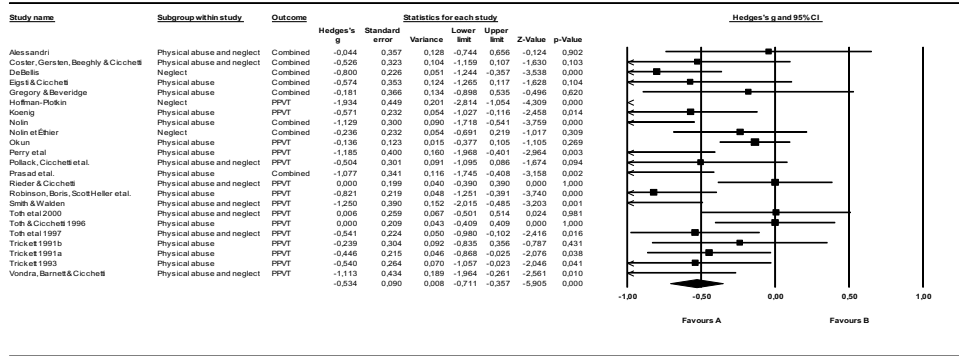 Study name Subgroup within study Outcome Statistics for each study Hedges's g and 95% CI
Hedges's g Standard error Variance Lower limit Upper limit Z-Value p-Value
Alessandri Physical abuse and neglect Combined -0,044 0,357 0,128 -0,744 0,656 -0,124 0,902
Coster, Gersten, Beeghly & Cicchetti Physical abuse and neglect Combined -0,526 0,323 0,104 -1,159 0,107 -1,630 0,103
DeBellis Neglect Combined -0,800 0,226 0,051 -1,244 -0,357 -3,538 0,000
Eigsti & Cicchetti Physical abuse and neglect Combined -0,574 0,353 0,124 -1,265 0,117 -1,628 0,104
Gregory & Beveridge Physical abuse Combined -0,181 0,366 0,134 -0,898 0,535 -0,496 0,620
Hoffman-Plotkin Neglect PPVT -1,934 0,449 0,201 -2,814 -1,054 -4,309 0,000
Koenig Physical abuse PPVT -0,571 0,232 0,054 -1,027 -0,116 -2,458 0,014
Nolin Physical abuse Combined -1,129 0,300 0,090 -1,718 -0,541 -3,759 0,000
Nolin et Éthier Neglect Combined -0,236 0,232 0,054 -0,691 0,219 -1,017 0,309
Okun Physical abuse PPVT -0,136 0,123 0,015 -0,377 0,105 -1,105 0,269
Perry et al Physical abuse and neglect PPVT -1,185 0,400 0,160 -1,968 -0,401 -2,964 0,003
Pollack, Cicchetti et al. Physical abuse and neglect PPVT -0,504 0,301 0,091 -1,095 0,086 -1,674 0,094
Prasad et al. Physical abuse Combined -1,077 0,341 0,116 -1,745 -0,408 -3,158 0,002
Rieder & Cicchetti Physical abuse and neglect PPVT 0,000 0,199 0,040 -0,390 0,390 0,000 1,000
Robinson, Boris, Scott Heller et al. Physical abuse and neglect PPVT -0,821 0,219 0,048 -1,251 -0,391 -3,740 0,000
Smith & Walden Physical abuse and neglect PPVT -1,250 0,390 0,152 -2,015 -0,485 -3,203 0,001
Toth et al 2000 Physical abuse and neglect PPVT 0,006 0,259 0,067 -0,501 0,514 0,024 0,981
Toth & Cicchetti 1996 Physical abuse PPVT 0,000 0,209 0,043 -0,409 0,409 0,000 1,000
Toth et al 1997 Physical abuse and neglect PPVT -0,541 0,224 0,050 -0,980 -0,102 -2,416 0,016
Trickett 1991b Physical abuse PPVT -0,239 0,304 0,092 -0,835 0,356 -0,787 0,431
Trickett 1991a Physical abuse PPVT -0,446 0,215 0,046 -0,868 -0,025 -2,076 0,038
Trickett 1993 Physical abuse PPVT -0,540 0,264 0,070 -1,057 -0,023 -2,046 0,041
Vondra, Barnett & Cicchetti Physical abuse and neglect PPVT -1,113 0,434 0,189 -1,964 -0,261 -2,561 0,010
-0,534 0,090 0,008 -0,711 -0,357 -5,905 0,000
-1,00 -0,50 0,00 0,50 1,00
Favours A Favours B